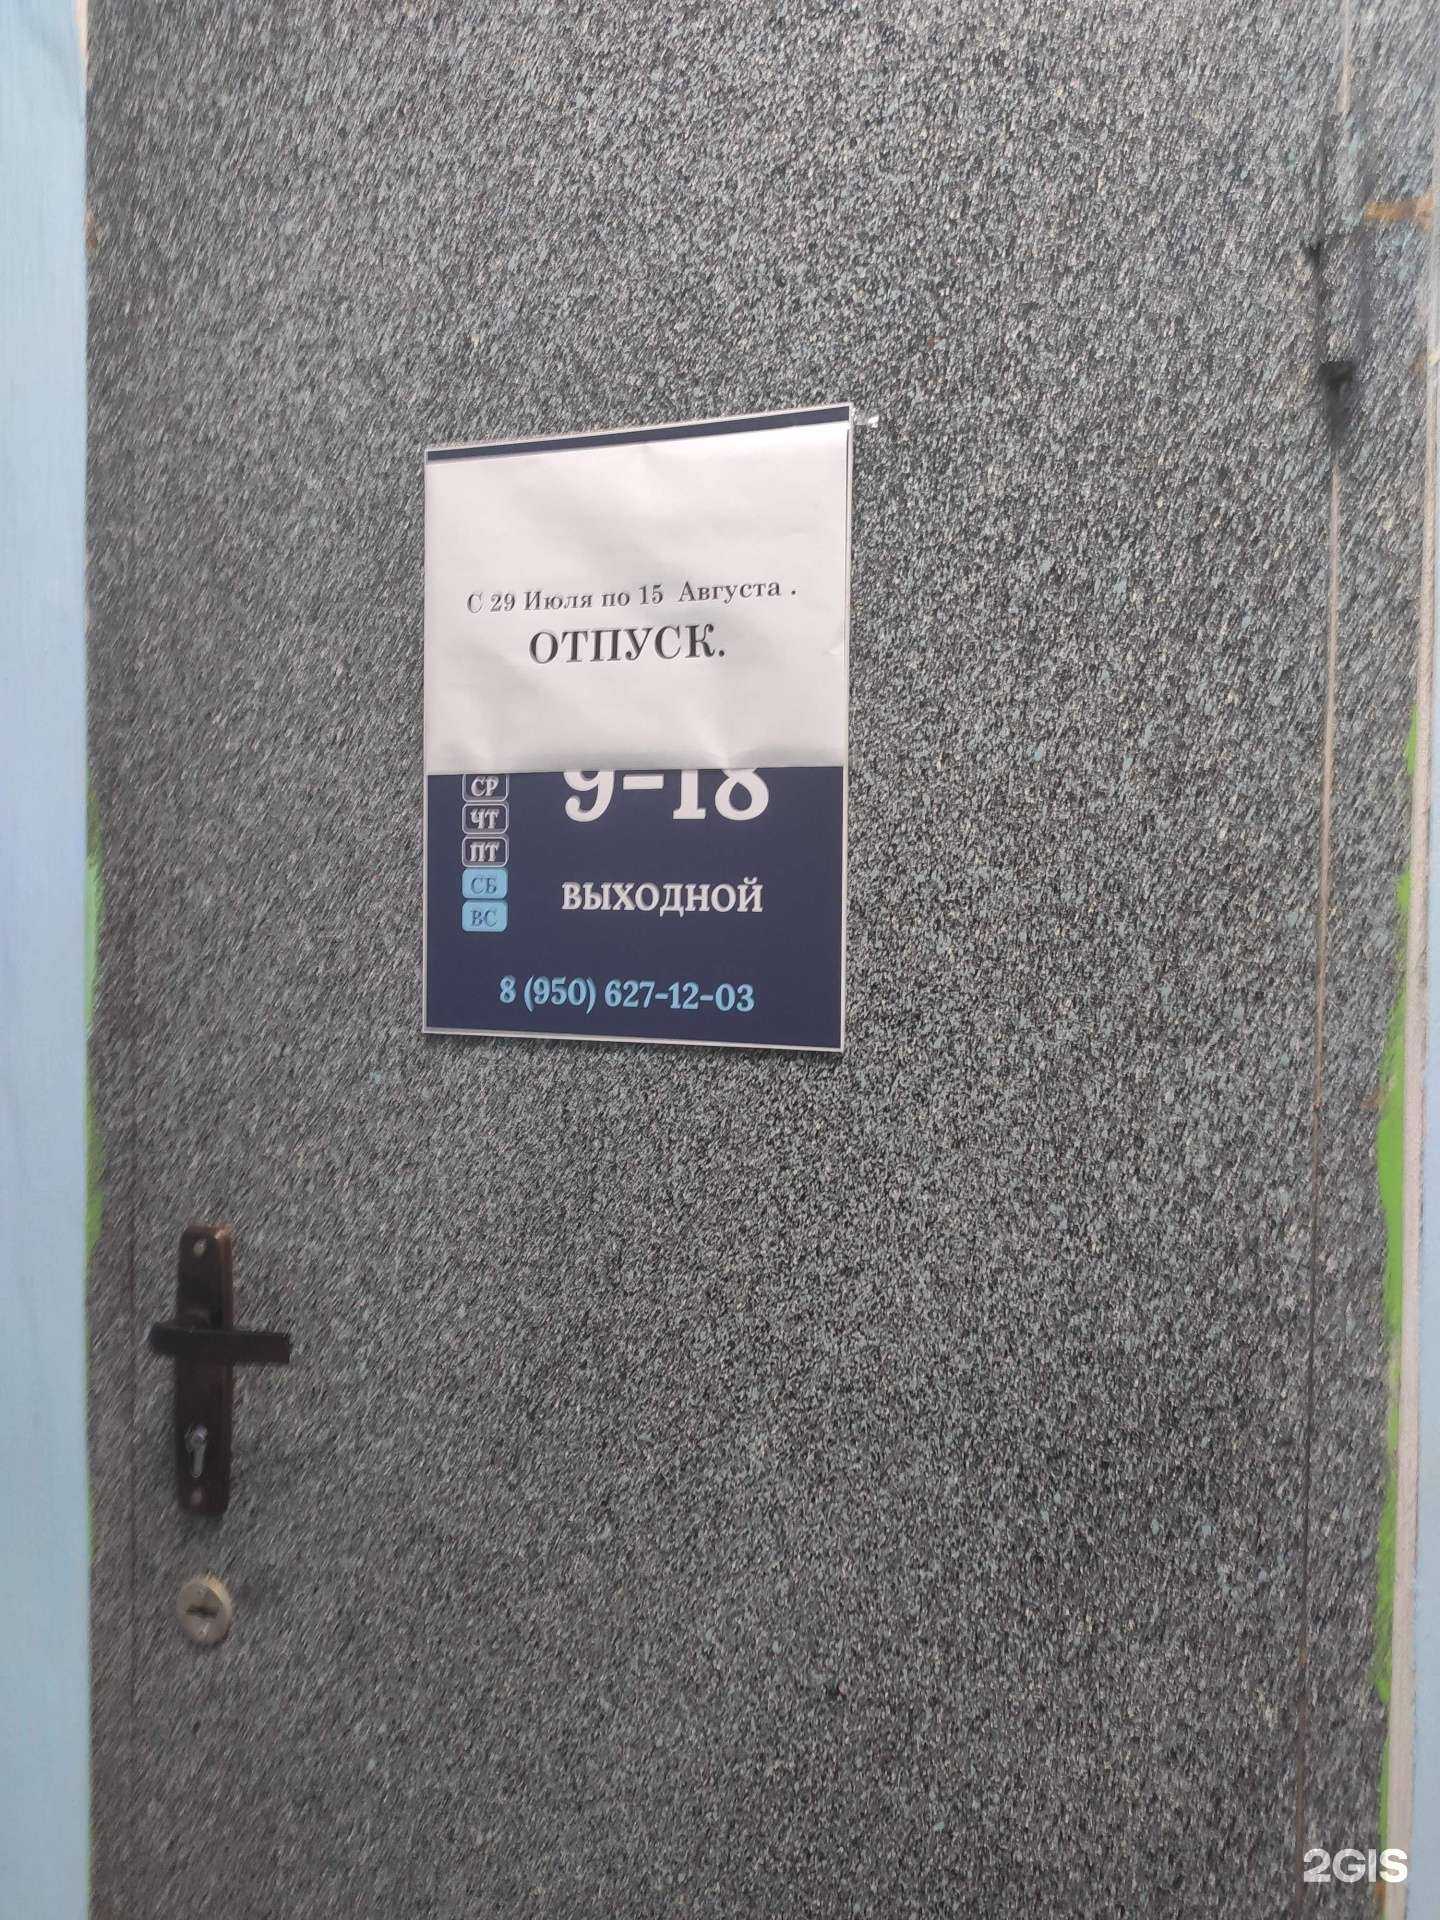 С 29 Июля по 15 Августа .
ОТПУСК.
СР
ЧТ
ПТ
9-18
СБ
ВС
ВЫХОДНОЙ
8 (950) 627-12-03
2GIS